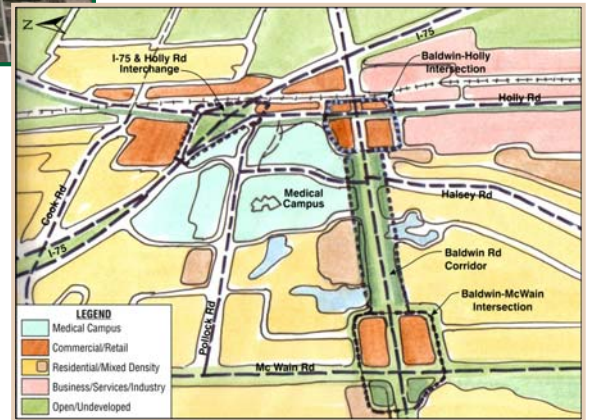 Z
I-75
I-75 & Holly Rd
Interchange
Baldwin-Holly
Intersection
Holly Rd
Cook Rd
Medical
Campus
Halsey Rd
I-75
Baldwin Rd
Corridor
Pollock Rd
Baldwin-McWain
Intersection
Mc Wain Rd
LEGEND
Medical Campus
Commercial/Retail
Residential/Mixed Density
Business/Services/Industry
Open/Undeveloped